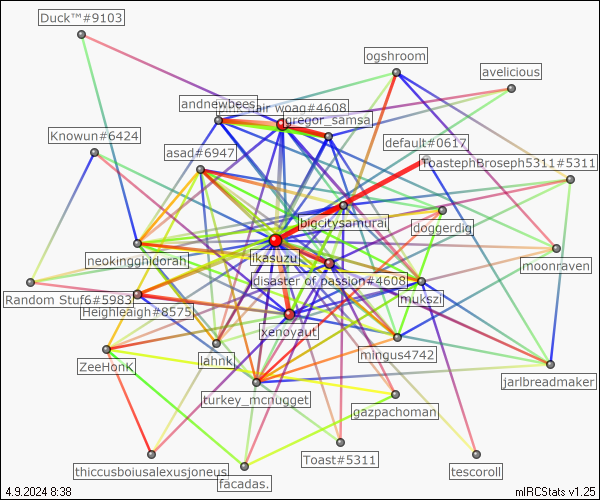 Duck™#9103
ogshroom
avelicious
andnewbees
hair woag#4608
gregor_samsa
Knowun#6424
default#0617
asad#6947
ToastephBroseph5311#5311
bigcitysamurai
doggerdig
neokingghidorah
ikasuzu
moonraven
disaster of passion#4608
Random Stuf6#5983
mukszi
Heighleaigh#8575
xenoyaut
lahnk
mingus4742
ZeeHonK
jarlbreadmaker
turkey_mcnugget
gazpachoman
Toast#5311
thiccusboiusalexusjoneus
tescoroll
facadas.
4.9.2024 8:38
mIRCStats v1.25